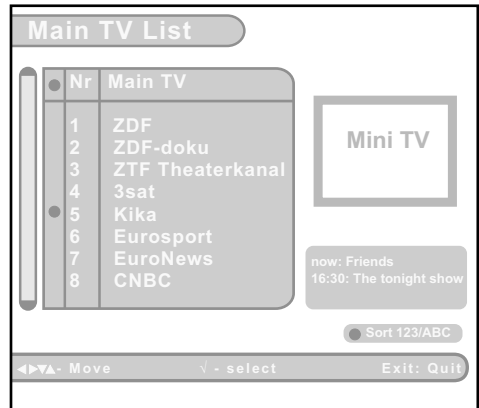 Main TV List
Nr Main TV
1 ZDF
2 ZDF-doku
3 ZTF Theaterkanal
4 3sat
5 Kika
6 Eurosport
7 EuroNews
8 CNBC
Mini TV
now: Friends
16:30: The tonight show
Sort 123/ABC
◀▶▼▲- Move √ - select Exit: Quit